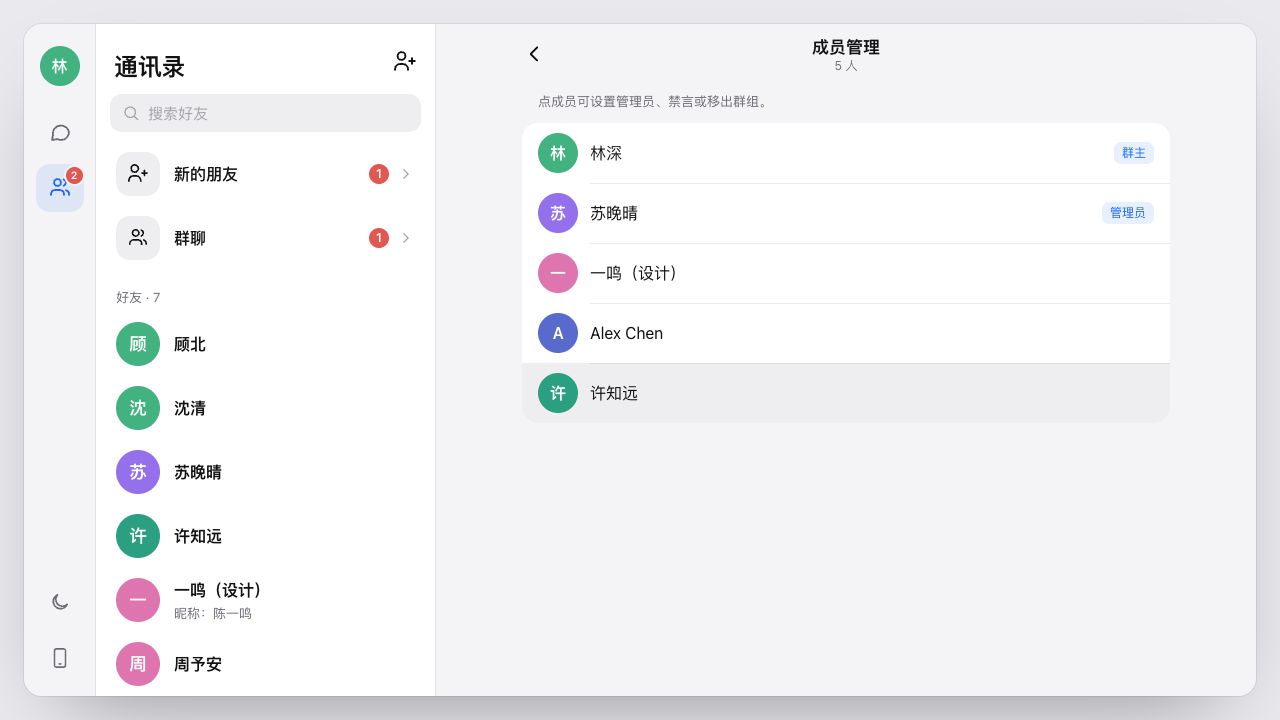 林
2
通讯录
搜索好友
新的朋友
1
群聊
1
好友 · 7
顾
顾北
沈
沈清
苏
苏晚晴
许
许知远
一
一鸣（设计）
昵称：陈一鸣
周
周予安
成员管理
5 人
点成员可设置管理员、禁言或移出群组。
林
林深
群主
苏
苏晚晴
管理员
一
一鸣（设计）
A
Alex Chen
许
许知远